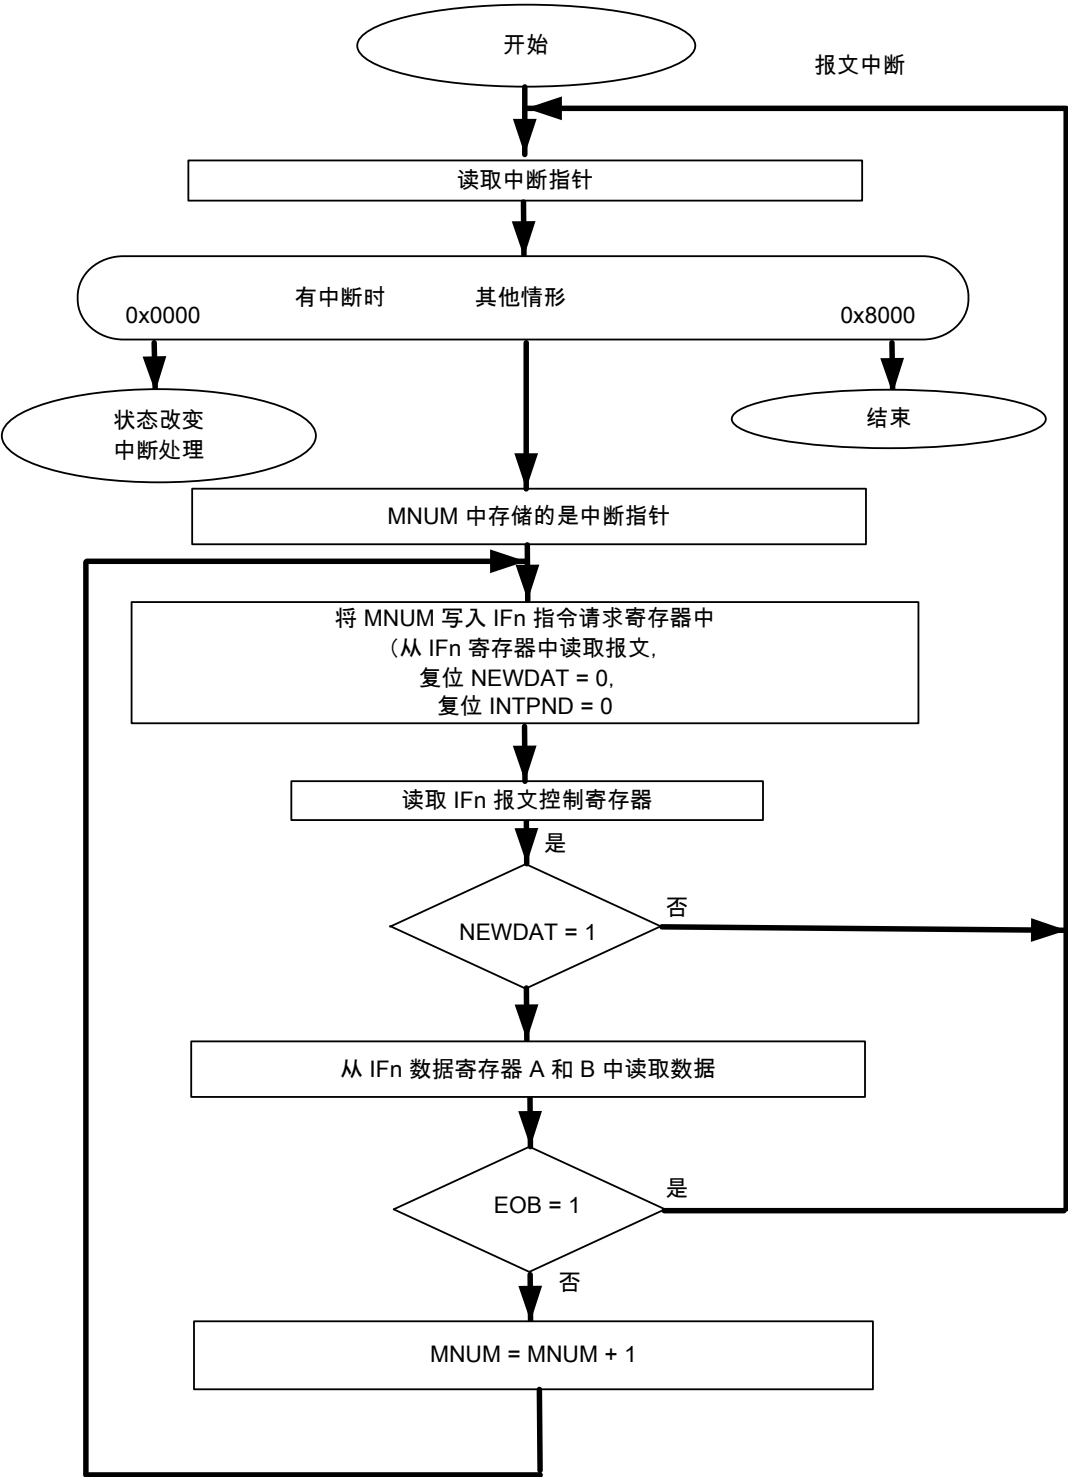 开始
报文中断
读取中断指针
有中断时
其他情形
0x0000
0x8000
状态改变
中断处理
结束
MNUM 中存储的是中断指针
将 MNUM 写入 IFn 指令请求寄存器中
（从 IFn 寄存器中读取报文,
复位 NEWDAT = 0,
复位 INTPND = 0
读取 IFn 报文控制寄存器
是
否
NEWDAT = 1
从 IFn 数据寄存器 A 和 B 中读取数据
是
EOB = 1
否
MNUM = MNUM + 1